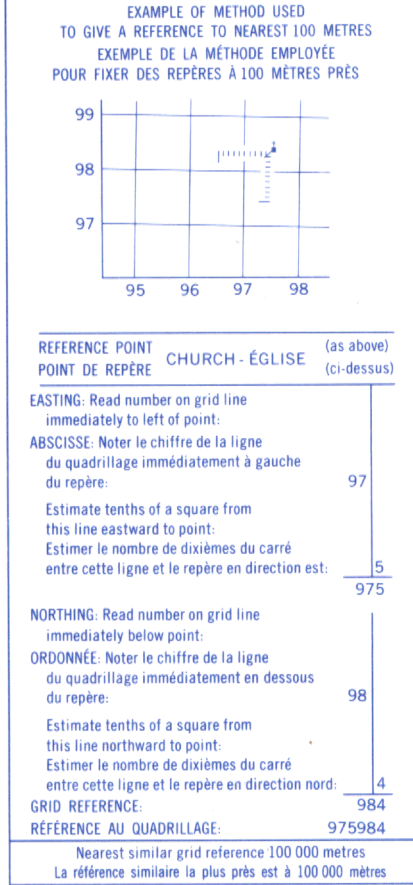 EXAMPLE OF METHOD USED
TO GIVE A REFERENCE TO NEAREST 100 METRES
EXEMPLE DE LA MÉTHODE EMPLOYÉE
POUR FIXER DES REPÈRES À 100 MÈTRES PRÈS
99
98
97
95 96 97 98
REFERENCE POINT CHURCH - ÉGLISE (as above)
POINT DE REPÈRE (ci-dessus)
EASTING: Read number on grid line
immediately to left of point:
ABSCISSE: Noter le chiffre de la ligne
du quadrillage immédiatement à gauche
du repère: 97
Estimate tenths of a square from
this line eastward to point:
Estimer le nombre de dixièmes du carré
entre cette ligne et le repère en direction est: 5
975
NORTHING: Read number on grid line
immediately below point:
ORDONNÉE: Noter le chiffre de la ligne
du quadrillage immédiatement en dessous
du repère: 98
Estimate tenths of a square from
this line northward to point:
Estimer le nombre de dixièmes du carré
entre cette ligne et le repère en direction nord: 4
GRID REFERENCE: 984
RÉFÉRENCE AU QUADRILLAGE: 975984
Nearest similar grid reference 100 000 metres
La référence similaire la plus près est à 100 000 mètres